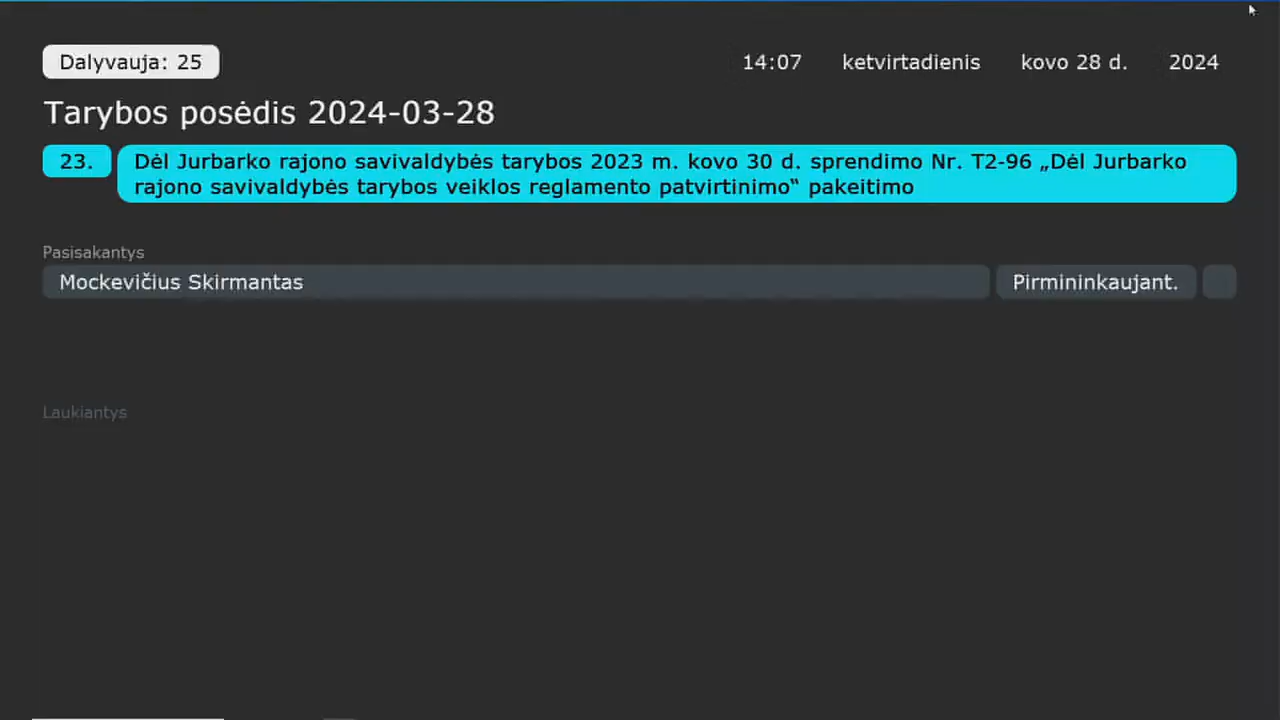 Dalyvauja: 25
14:07 ketvirtadienis kovo 28 d. 2024
Tarybos posėdis 2024-03-28
23. Dėl Jurbarko rajono savivaldybės tarybos 2023 m. kovo 30 d. sprendimo Nr. T2-96 „Dėl Jurbarko
rajono savivaldybės tarybos veiklos reglamento patvirtinimo“ pakeitimo
Pasisakantys
Mockevičius Skirmantas Pirmininkaujant.
Laukiantys